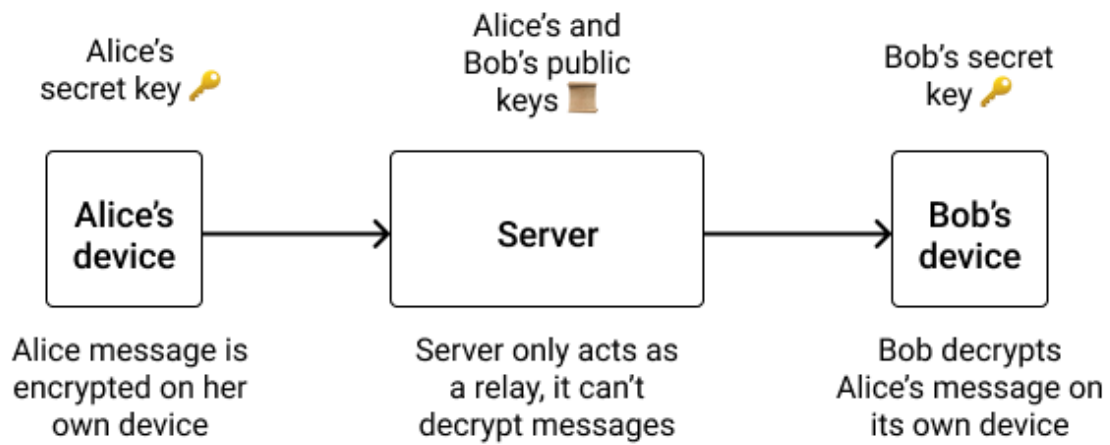 Alice’s
secret key 🔑
Alice’s and
Bob’s public
keys 📜
Bob’s secret
key 🔑
Alice’s
device
Server
Bob’s
device
Alice message is
encrypted on her
own device
Server only acts as
a relay, it can’t
decrypt messages
Bob decrypts
Alice’s message on
its own device